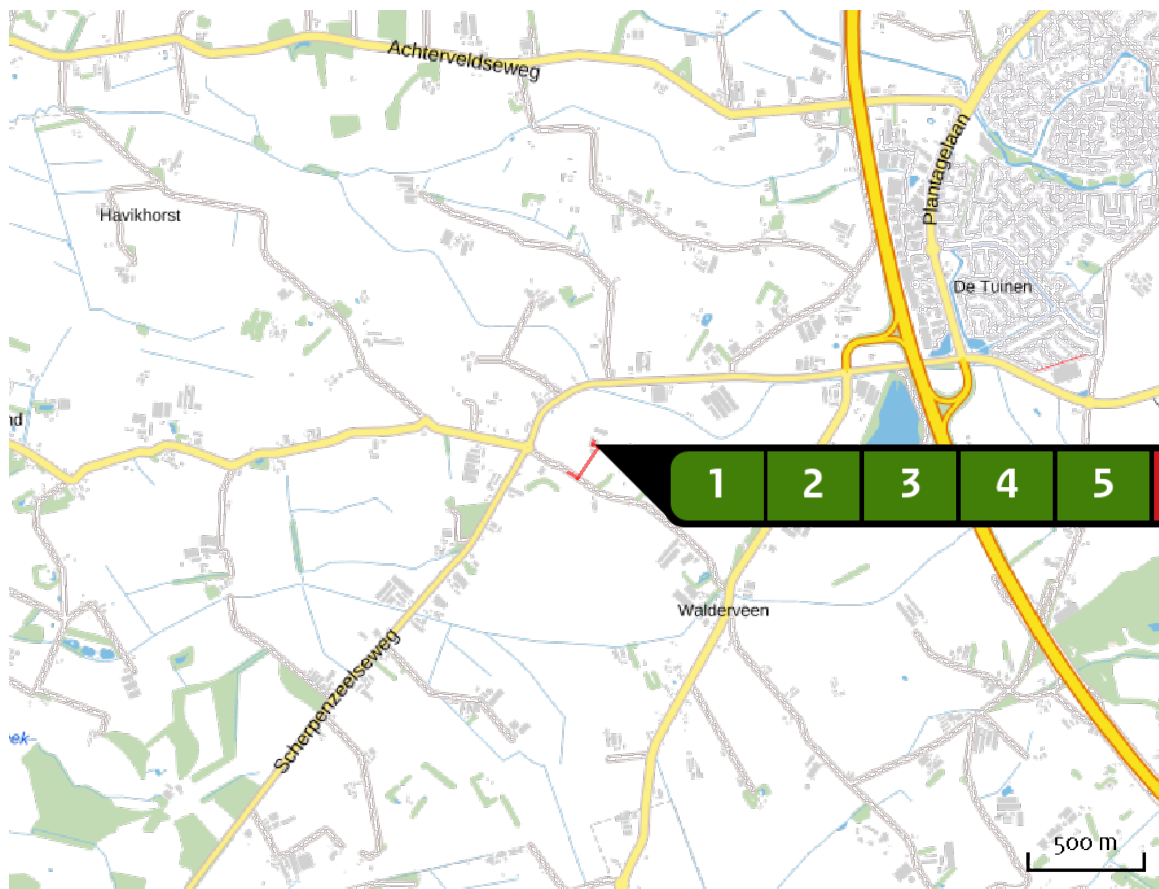 Achterveldseweg
Plantagelaan
Havikhorst
De Tuinen
nd
1 2 3 4 5
Walderveen
Scherpenzeelseweg
ek
500 m